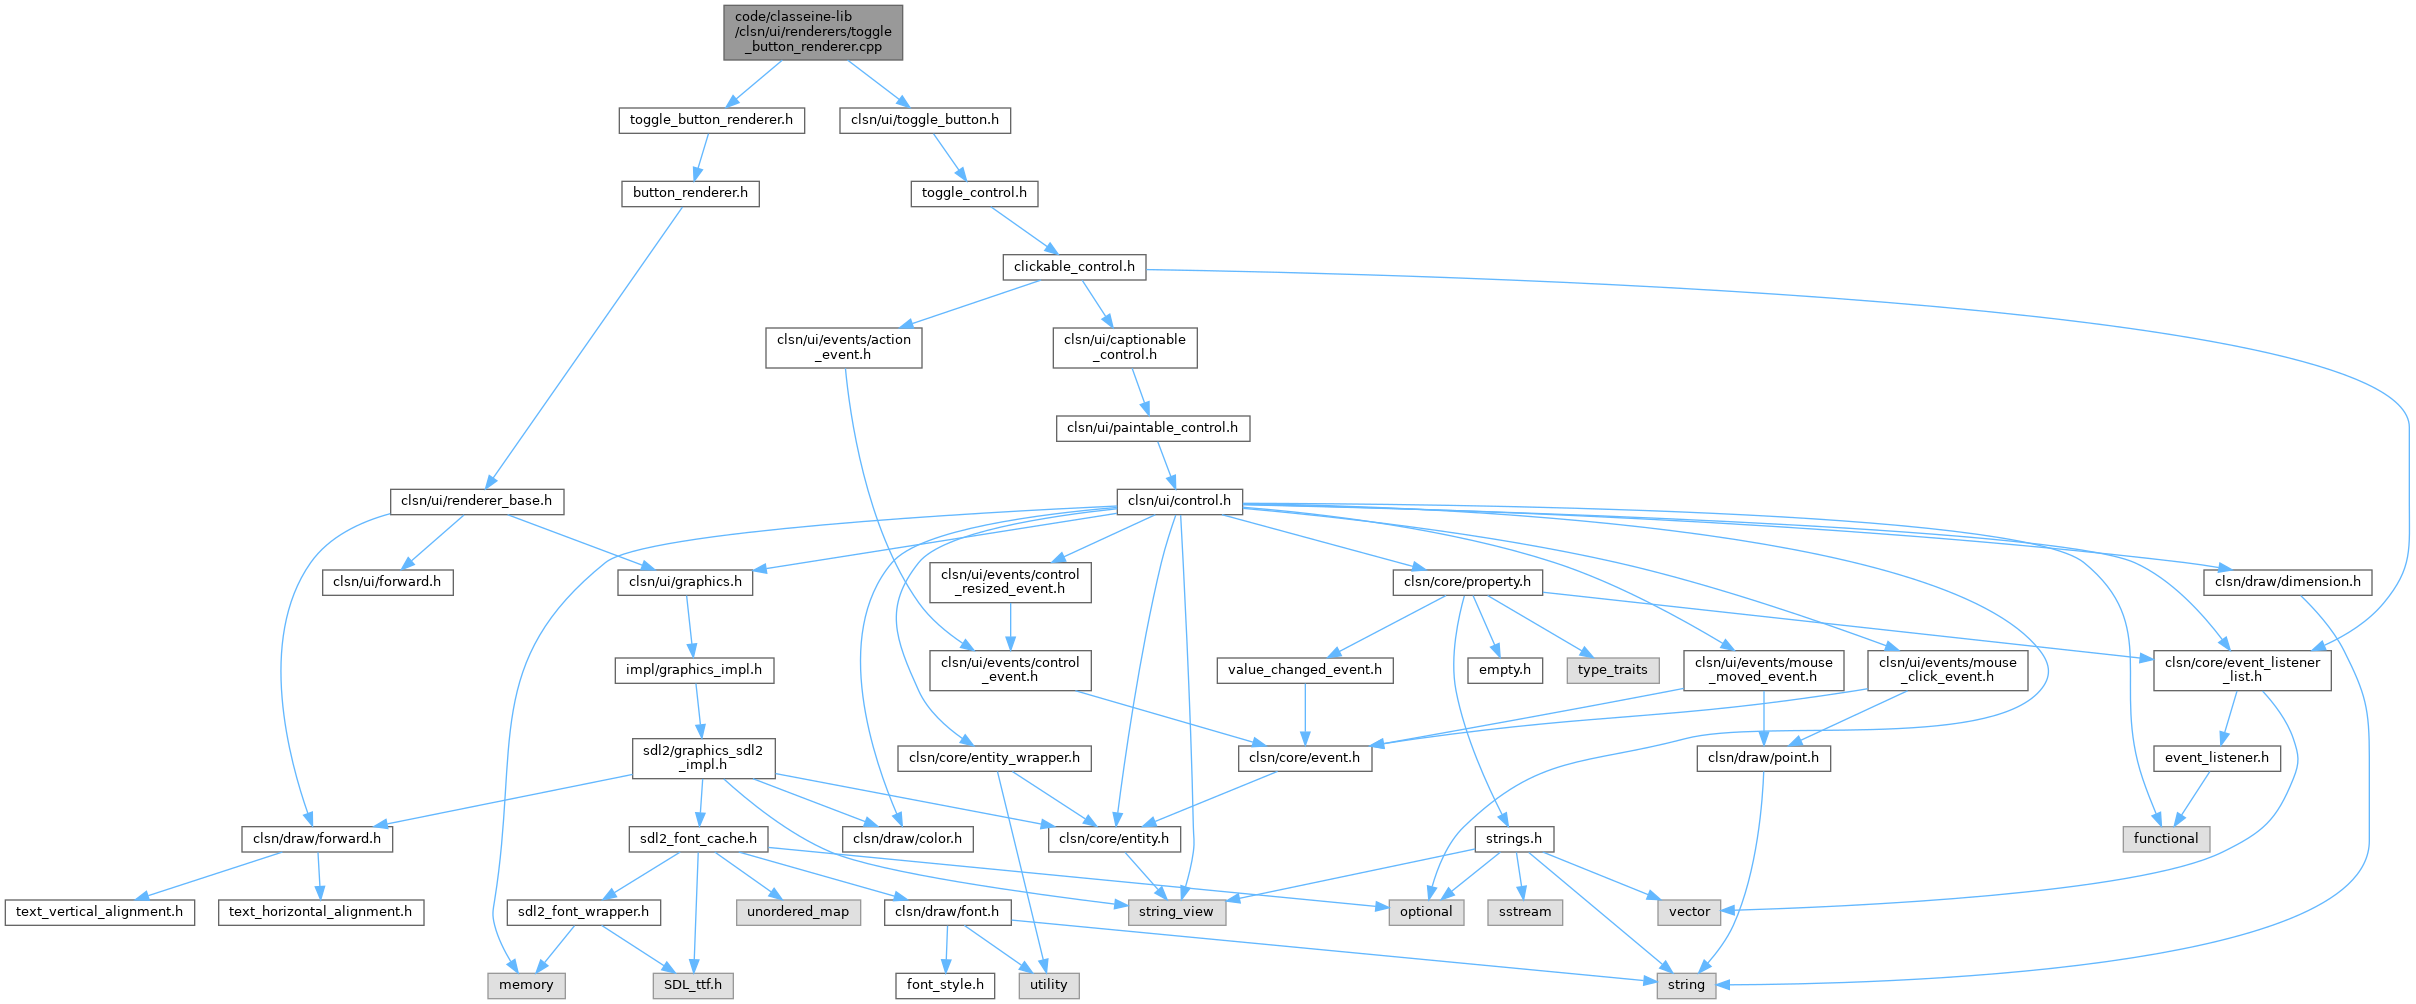 code/classeine-lib
/clsn/ui/renderers/toggle
_button_renderer.cpp
toggle_button_renderer.h
clsn/ui/toggle_button.h
button_renderer.h
toggle_control.h
clickable_control.h
clsn/ui/events/action
_event.h
clsn/ui/captionable
_control.h
clsn/ui/paintable_control.h
clsn/ui/renderer_base.h
clsn/ui/control.h
clsn/ui/forward.h
clsn/ui/graphics.h
clsn/ui/events/control
_resized_event.h
clsn/core/property.h
clsn/draw/dimension.h
impl/graphics_impl.h
clsn/ui/events/control
_event.h
value_changed_event.h
empty.h
type_traits
clsn/ui/events/mouse
_moved_event.h
clsn/ui/events/mouse
_click_event.h
clsn/core/event_listener
_list.h
sdl2/graphics_sdl2
_impl.h
clsn/core/entity_wrapper.h
clsn/core/event.h
clsn/draw/point.h
event_listener.h
clsn/draw/forward.h
sdl2_font_cache.h
clsn/draw/color.h
clsn/core/entity.h
strings.h
functional
text_vertical_alignment.h
text_horizontal_alignment.h
sdl2_font_wrapper.h
unordered_map
clsn/draw/font.h
string_view
optional
sstream
vector
memory
SDL_ttf.h
font_style.h
utility
string